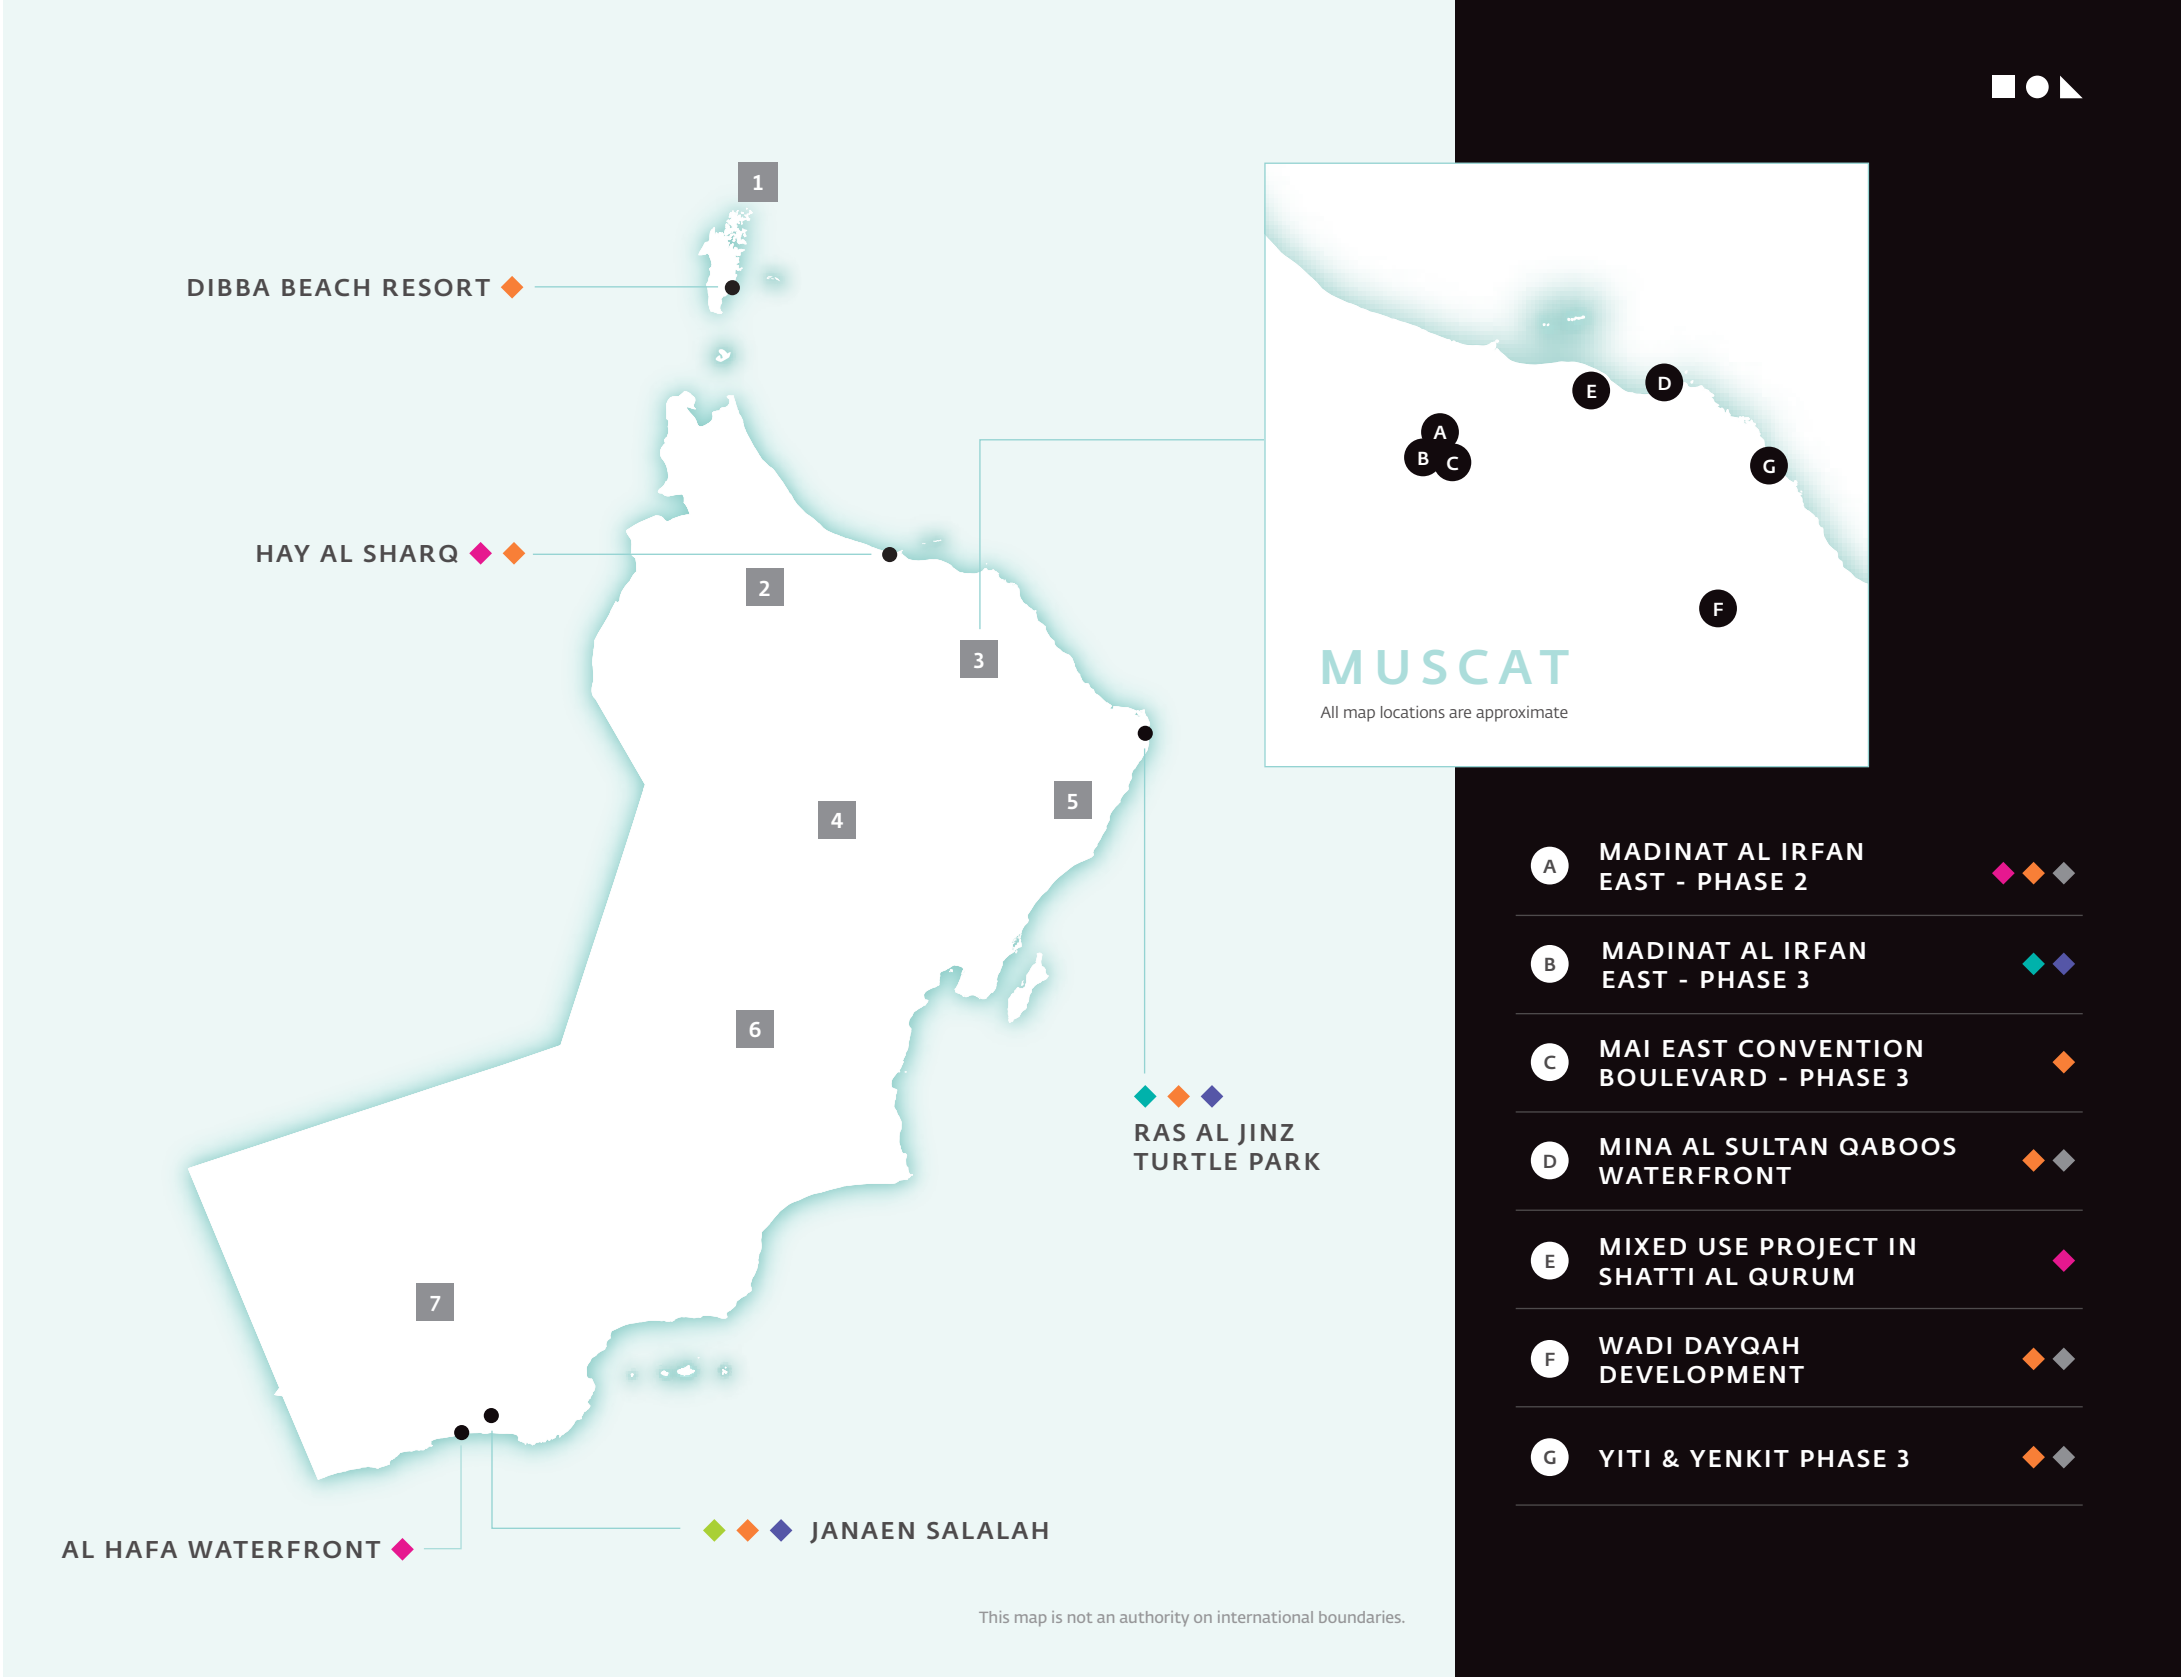 1
DIBBA BEACH RESORT
HAY AL SHARQ
2
3
4
5
6
7
RAS AL JINZ
TURTLE PARK
JANAEN SALALAH
AL HAFA WATERFRONT
This map is not an authority on international boundaries.
E
D
A
B
C
G
F
MUSCAT
All map locations are approximate
A
MADINAT AL IRFAN
EAST - PHASE 2
B
MADINAT AL IRFAN
EAST - PHASE 3
C
MAI EAST CONVENTION
BOULEVARD - PHASE 3
D
MINA AL SULTAN QABOOS
WATERFRONT
E
MIXED USE PROJECT IN
SHATTI AL QURUM
F
WADI DAYQAH
DEVELOPMENT
G
YITI & YENKIT PHASE 3